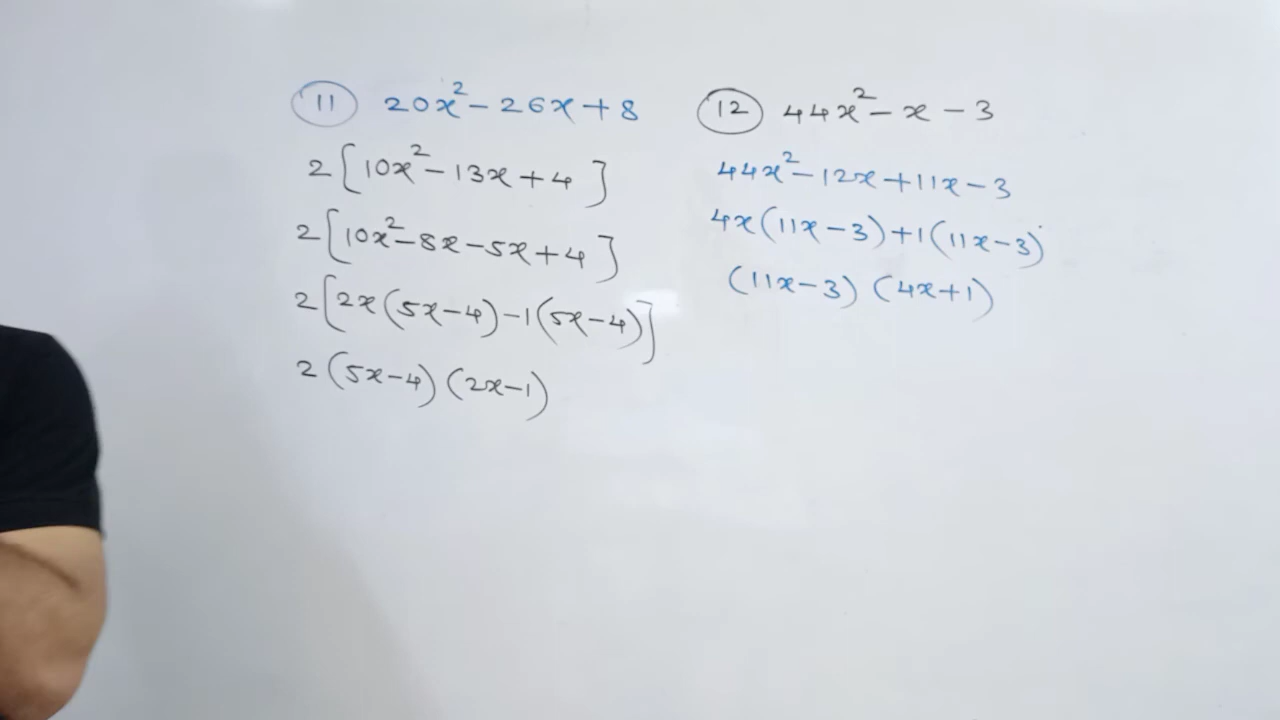 11 20x² - 26x + 8
2[10x² - 13x + 4]
2[10x² - 8x - 5x + 4]
2[2x(5x - 4) - 1(5x - 4)]
2(5x - 4)(2x - 1)
12 44x² - x - 3
44x² - 12x + 11x - 3
4x(11x - 3) + 1(11x - 3)
(11x - 3)(4x + 1)